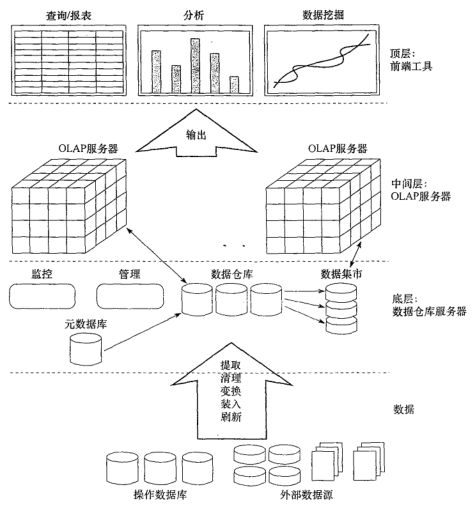 查询/报表
分析
数据挖掘
顶层：
前端工具
输出
OLAP服务器
OLAP服务器
中间层：
OLAP服务器
监控
管理
数据仓库
数据集市
元数据库
底层：
数据仓库服务器
提取
清理
变换
装入
刷新
数据
操作数据库
外部数据源